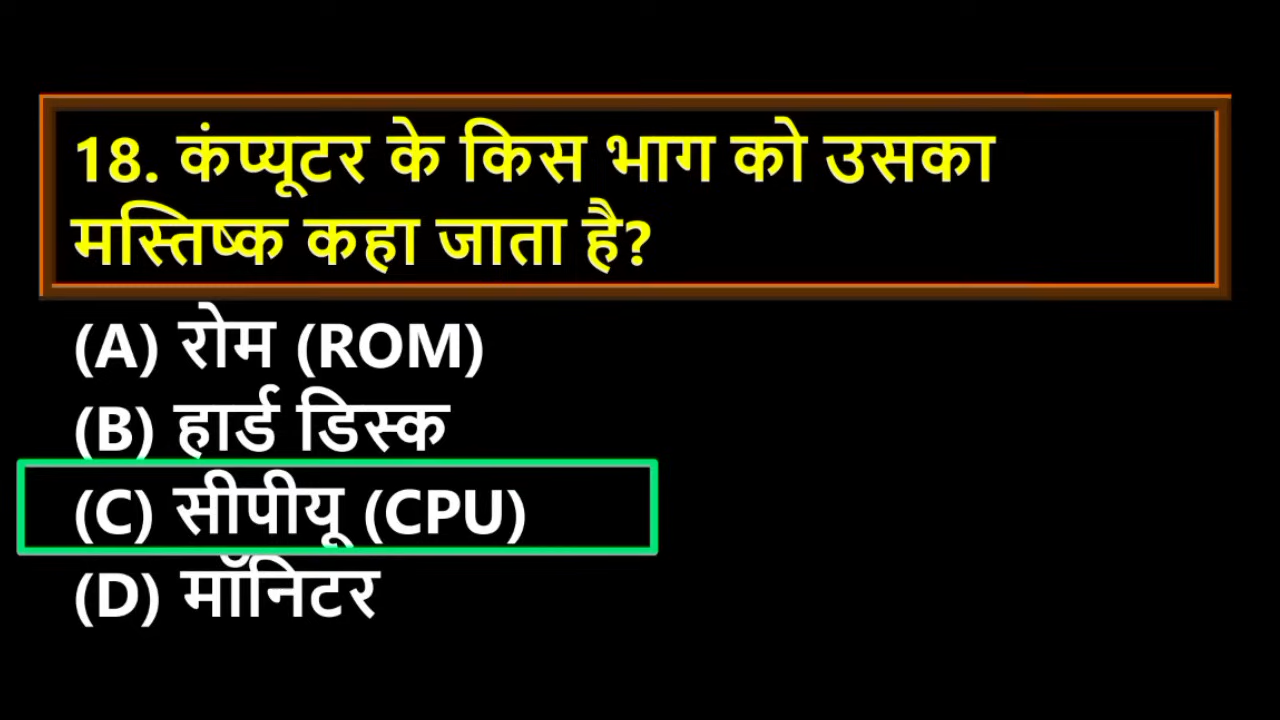 18. कंप्यूटर के किस भाग को उसका
मस्तिष्क कहा जाता है?
(A) रोम (ROM)
(B) हार्ड डिस्क
(C) सीपीयू (CPU)
(D) मॉनिटर